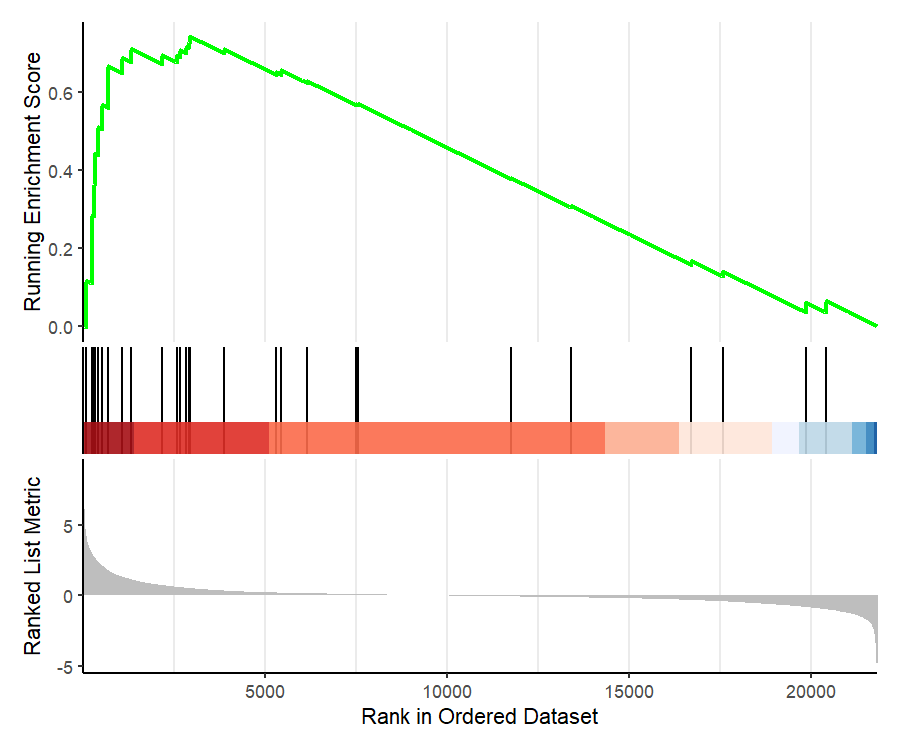 Running Enrichment Score
0.6
0.4
0.2
0.0
Ranked List Metric
5
0
-5
5000 10000 15000 20000
Rank in Ordered Dataset